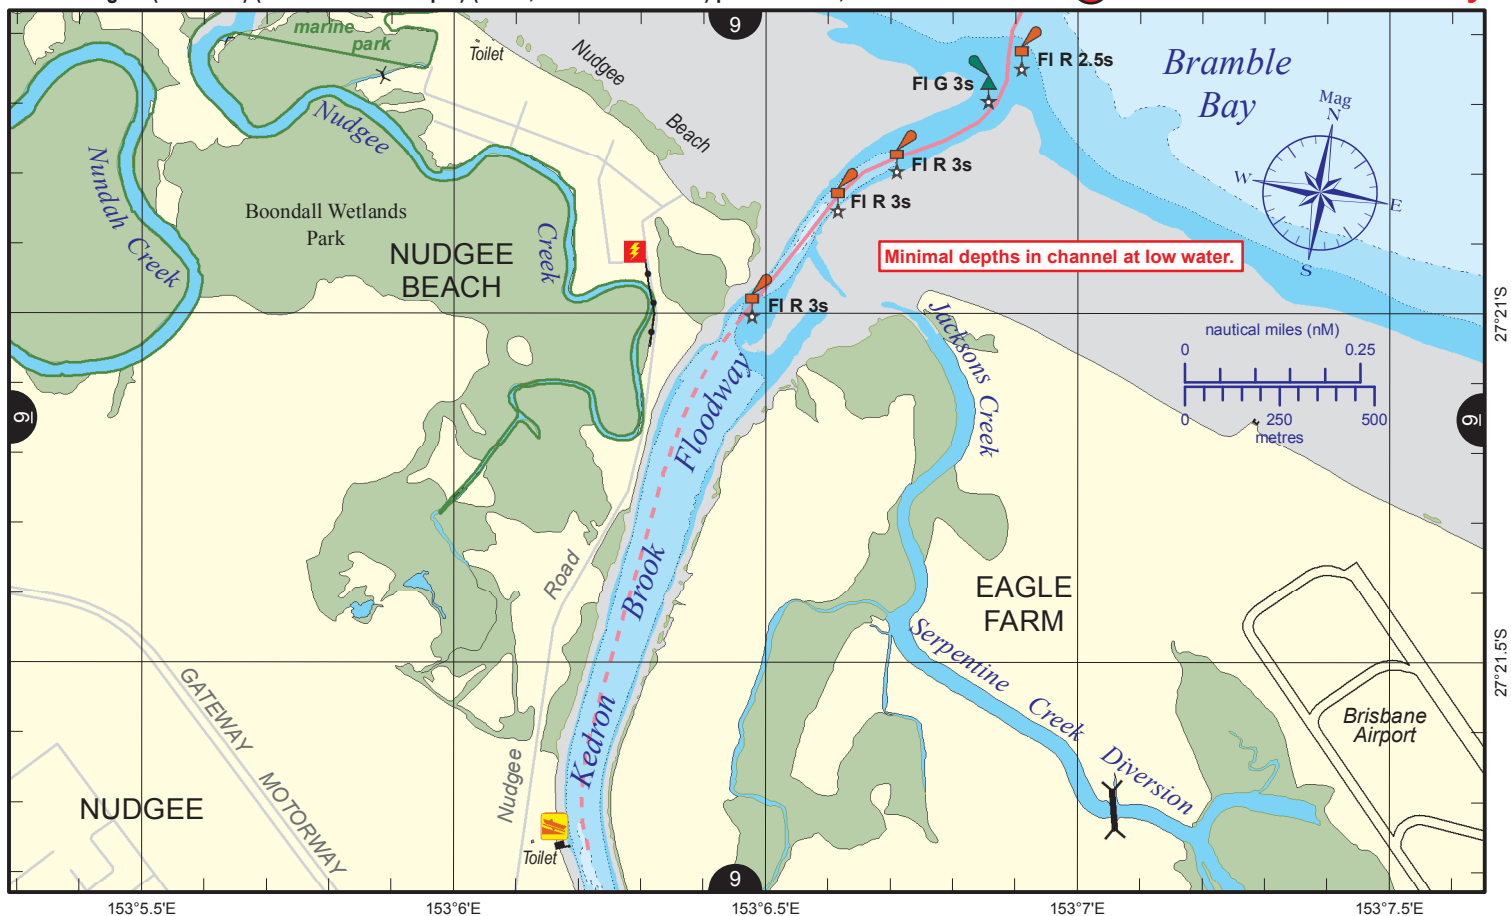 9
marine
park
Toilet
Nudgee
Beach
Fl R 2.5s
Fl G 3s
Bramble
Bay
Mag
N
W
E
S
Nudgee
Creek
Nundah Creek
Boondall Wetlands
Park
NUDGEE
BEACH
Fl R 3s
Fl R 3s
Minimal depths in channel at low water.
Fl R 3s
27°21'S
nautical miles (nM)
0 0.25
0 250 500
metres
9
9
Jacksons Creek
Kedron Brook Floodway
Nudgee Road
EAGLE
FARM
Serpentine Creek Diversion
27°21.5'S
Brisbane
Airport
GATEWAY MOTORWAY
NUDGEE
Toilet
9
153°5.5'E 153°6'E 153°6.5'E 153°7'E 153°7.5'E